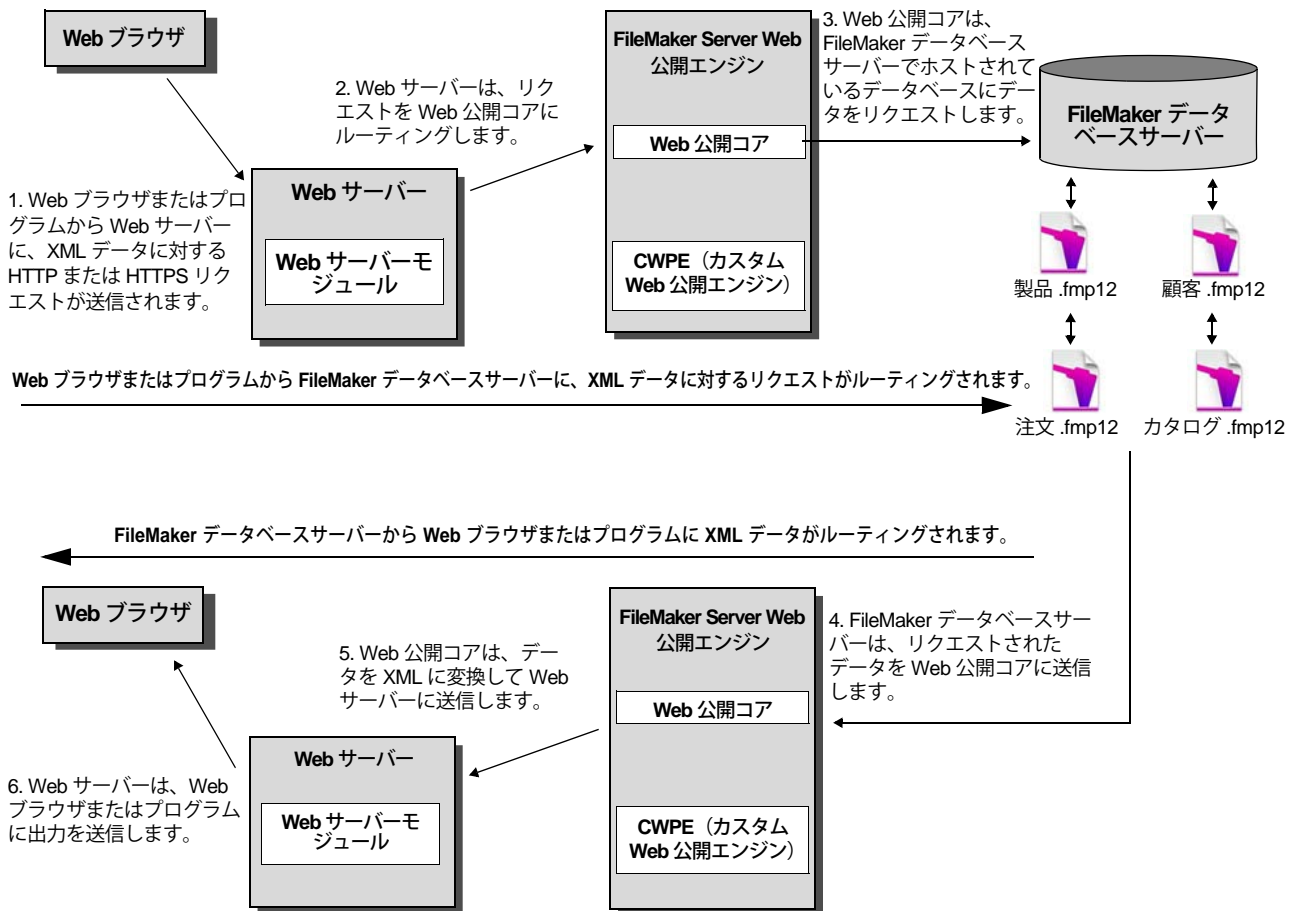 Web ブラウザ
1. Web ブラウザまたはプロ
グラムから Web サーバー
に、XML データに対する
HTTP または HTTPS リク
エストが送信されます。
Web サーバー
Web サーバーモ
ジュール
2. Web サーバーは、リク
エストを Web 公開コアに
ルーティングします。
FileMaker Server Web
公開エンジン
Web 公開コア
CWPE（カスタム
Web 公開エンジン）
3. Web 公開コアは、
FileMaker データベース
サーバーでホストされて
いるデータベースにデー
タをリクエストします。
FileMaker データ
ベースサーバー
製品 .fmp12
顧客 .fmp12
注文 .fmp12
カタログ .fmp12
Web ブラウザまたはプログラムから FileMaker データベースサーバーに、XML データに対するリクエストがルーティングされます。
FileMaker データベースサーバーから Web ブラウザまたはプログラムに XML データがルーティングされます。
4. FileMaker データベースサー
バーは、リクエストされた
データを Web 公開コアに送信
します。
FileMaker Server Web
公開エンジン
Web 公開コア
CWPE（カスタム
Web 公開エンジン）
5. Web 公開コアは、デー
タを XML に変換して Web
サーバーに送信します。
Web サーバー
Web サーバーモ
ジュール
6. Web サーバーは、Web
ブラウザまたはプログラム
に出力を送信します。
Web ブラウザ